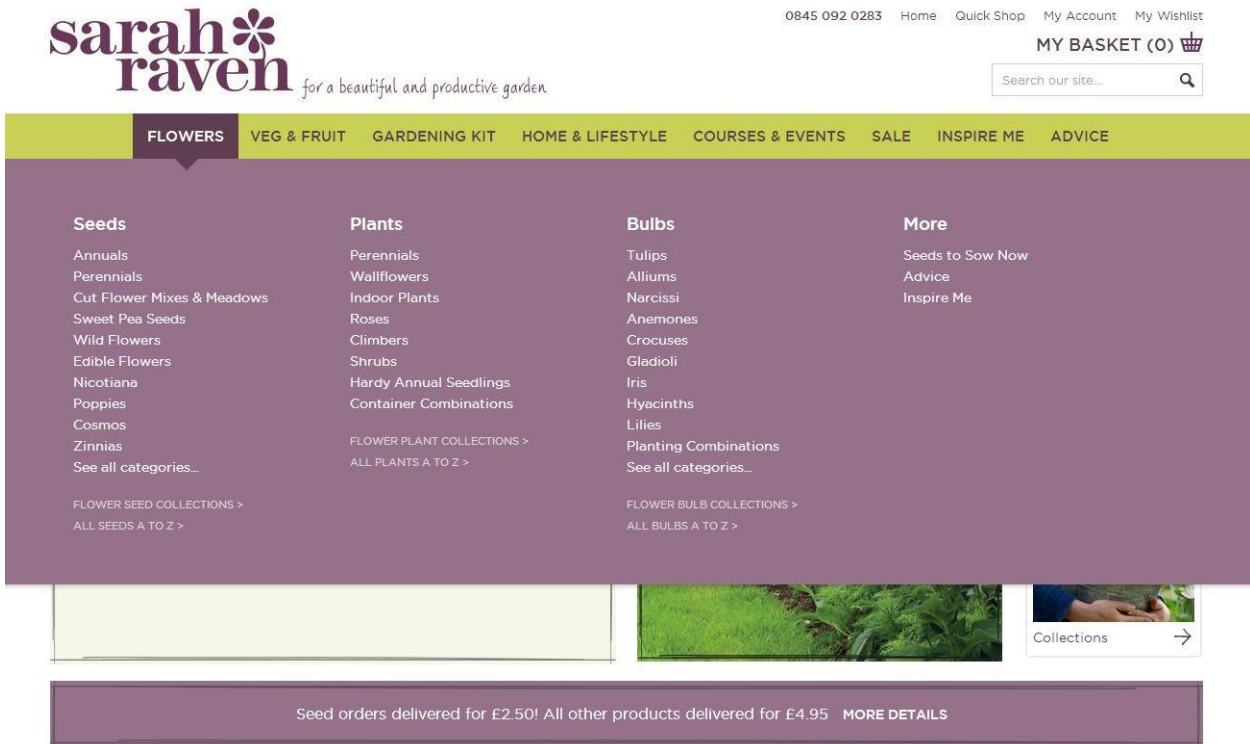 sarah
raven
for a beautiful and productive garden
0845 092 0283 Home Quick Shop My Account My Wishlist
MY BASKET (0)
Search our site...
FLOWERS VEG & FRUIT GARDENING KIT HOME & LIFESTYLE COURSES & EVENTS SALE INSPIRE ME ADVICE
Seeds
Annuals
Perennials
Cut Flower Mixes & Meadows
Sweet Pea Seeds
Wild Flowers
Edible Flowers
Nicotiana
Poppies
Cosmos
Zinnias
See all categories...
FLOWER SEED COLLECTIONS >
ALL SEEDS A TO Z >
Plants
Perennials
Wallflowers
Indoor Plants
Roses
Climbers
Shrubs
Hardy Annual Seedlings
Container Combinations
FLOWER PLANT COLLECTIONS >
ALL PLANTS A TO Z >
Bulbs
Tulips
Alliums
Narcissi
Anemones
Crocuses
Gladioli
Iris
Hyacinths
Lilies
Planting Combinations
See all categories...
FLOWER BULB COLLECTIONS >
ALL BULBS A TO Z >
More
Seeds to Sow Now
Advice
Inspire Me
Collections
Seed orders delivered for £2.50! All other products delivered for £4.95 MORE DETAILS